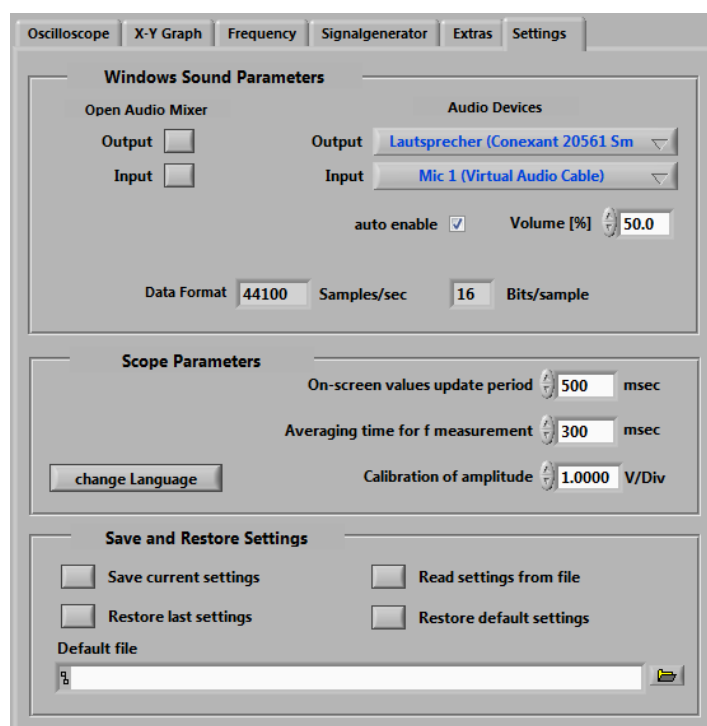 Oscilloscope X-Y Graph Frequency Signalgenerator Extras Settings
Windows Sound Parameters
Open Audio Mixer Audio Devices
Output Output Lautsprecher (Conexant 20561 Sm
Input Input Mic 1 (Virtual Audio Cable)
auto enable Volume [%] 50.0
Data Format 44100 Samples/sec 16 Bits/sample
Scope Parameters
On-screen values update period 500 msec
Averaging time for f measurement 300 msec
change Language Calibration of amplitude 1.0000 V/Div
Save and Restore Settings
Save current settings Read settings from file
Restore last settings Restore default settings
Default file